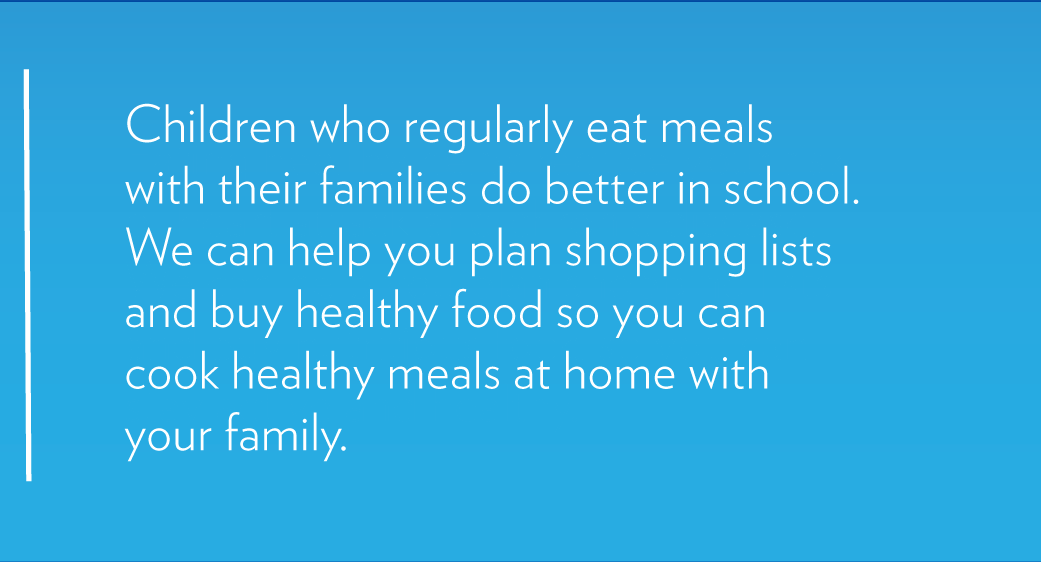 Children who regularly eat meals
with their families do better in school.
We can help you plan shopping lists
and buy healthy food so you can
cook healthy meals at home with
your family.